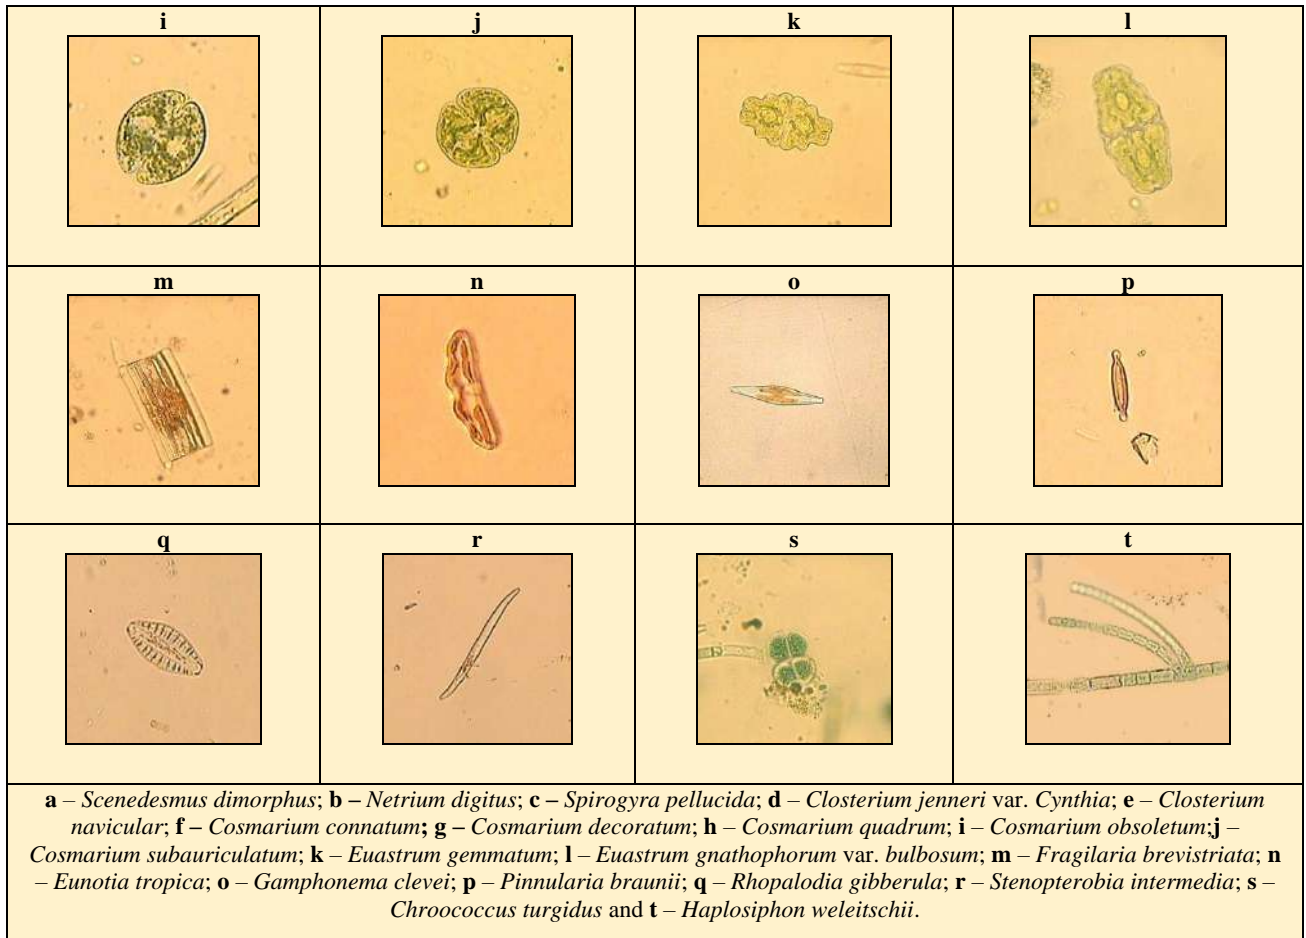 i j k l
m n o p
q r s t
a – Scenedesmus dimorphus; b – Netrium digitus; c – Spirogyra pellucida; d – Closterium jenneri var. Cynthia; e – Closterium
navicular; f – Cosmarium connatum; g – Cosmarium decoratum; h – Cosmarium quadrum; i – Cosmarium obsoletum;j –
Cosmarium subauriculatum; k – Euastrum gemmatum; l – Euastrum gnathophorum var. bulbosum; m – Fragilaria brevistriata; n
– Eunotia tropica; o – Gamphonema clevei; p – Pinnularia braunii; q – Rhopalodia gibberula; r – Stenopterobia intermedia; s –
Chroococcus turgidus and t – Haplosiphon weleitschii.